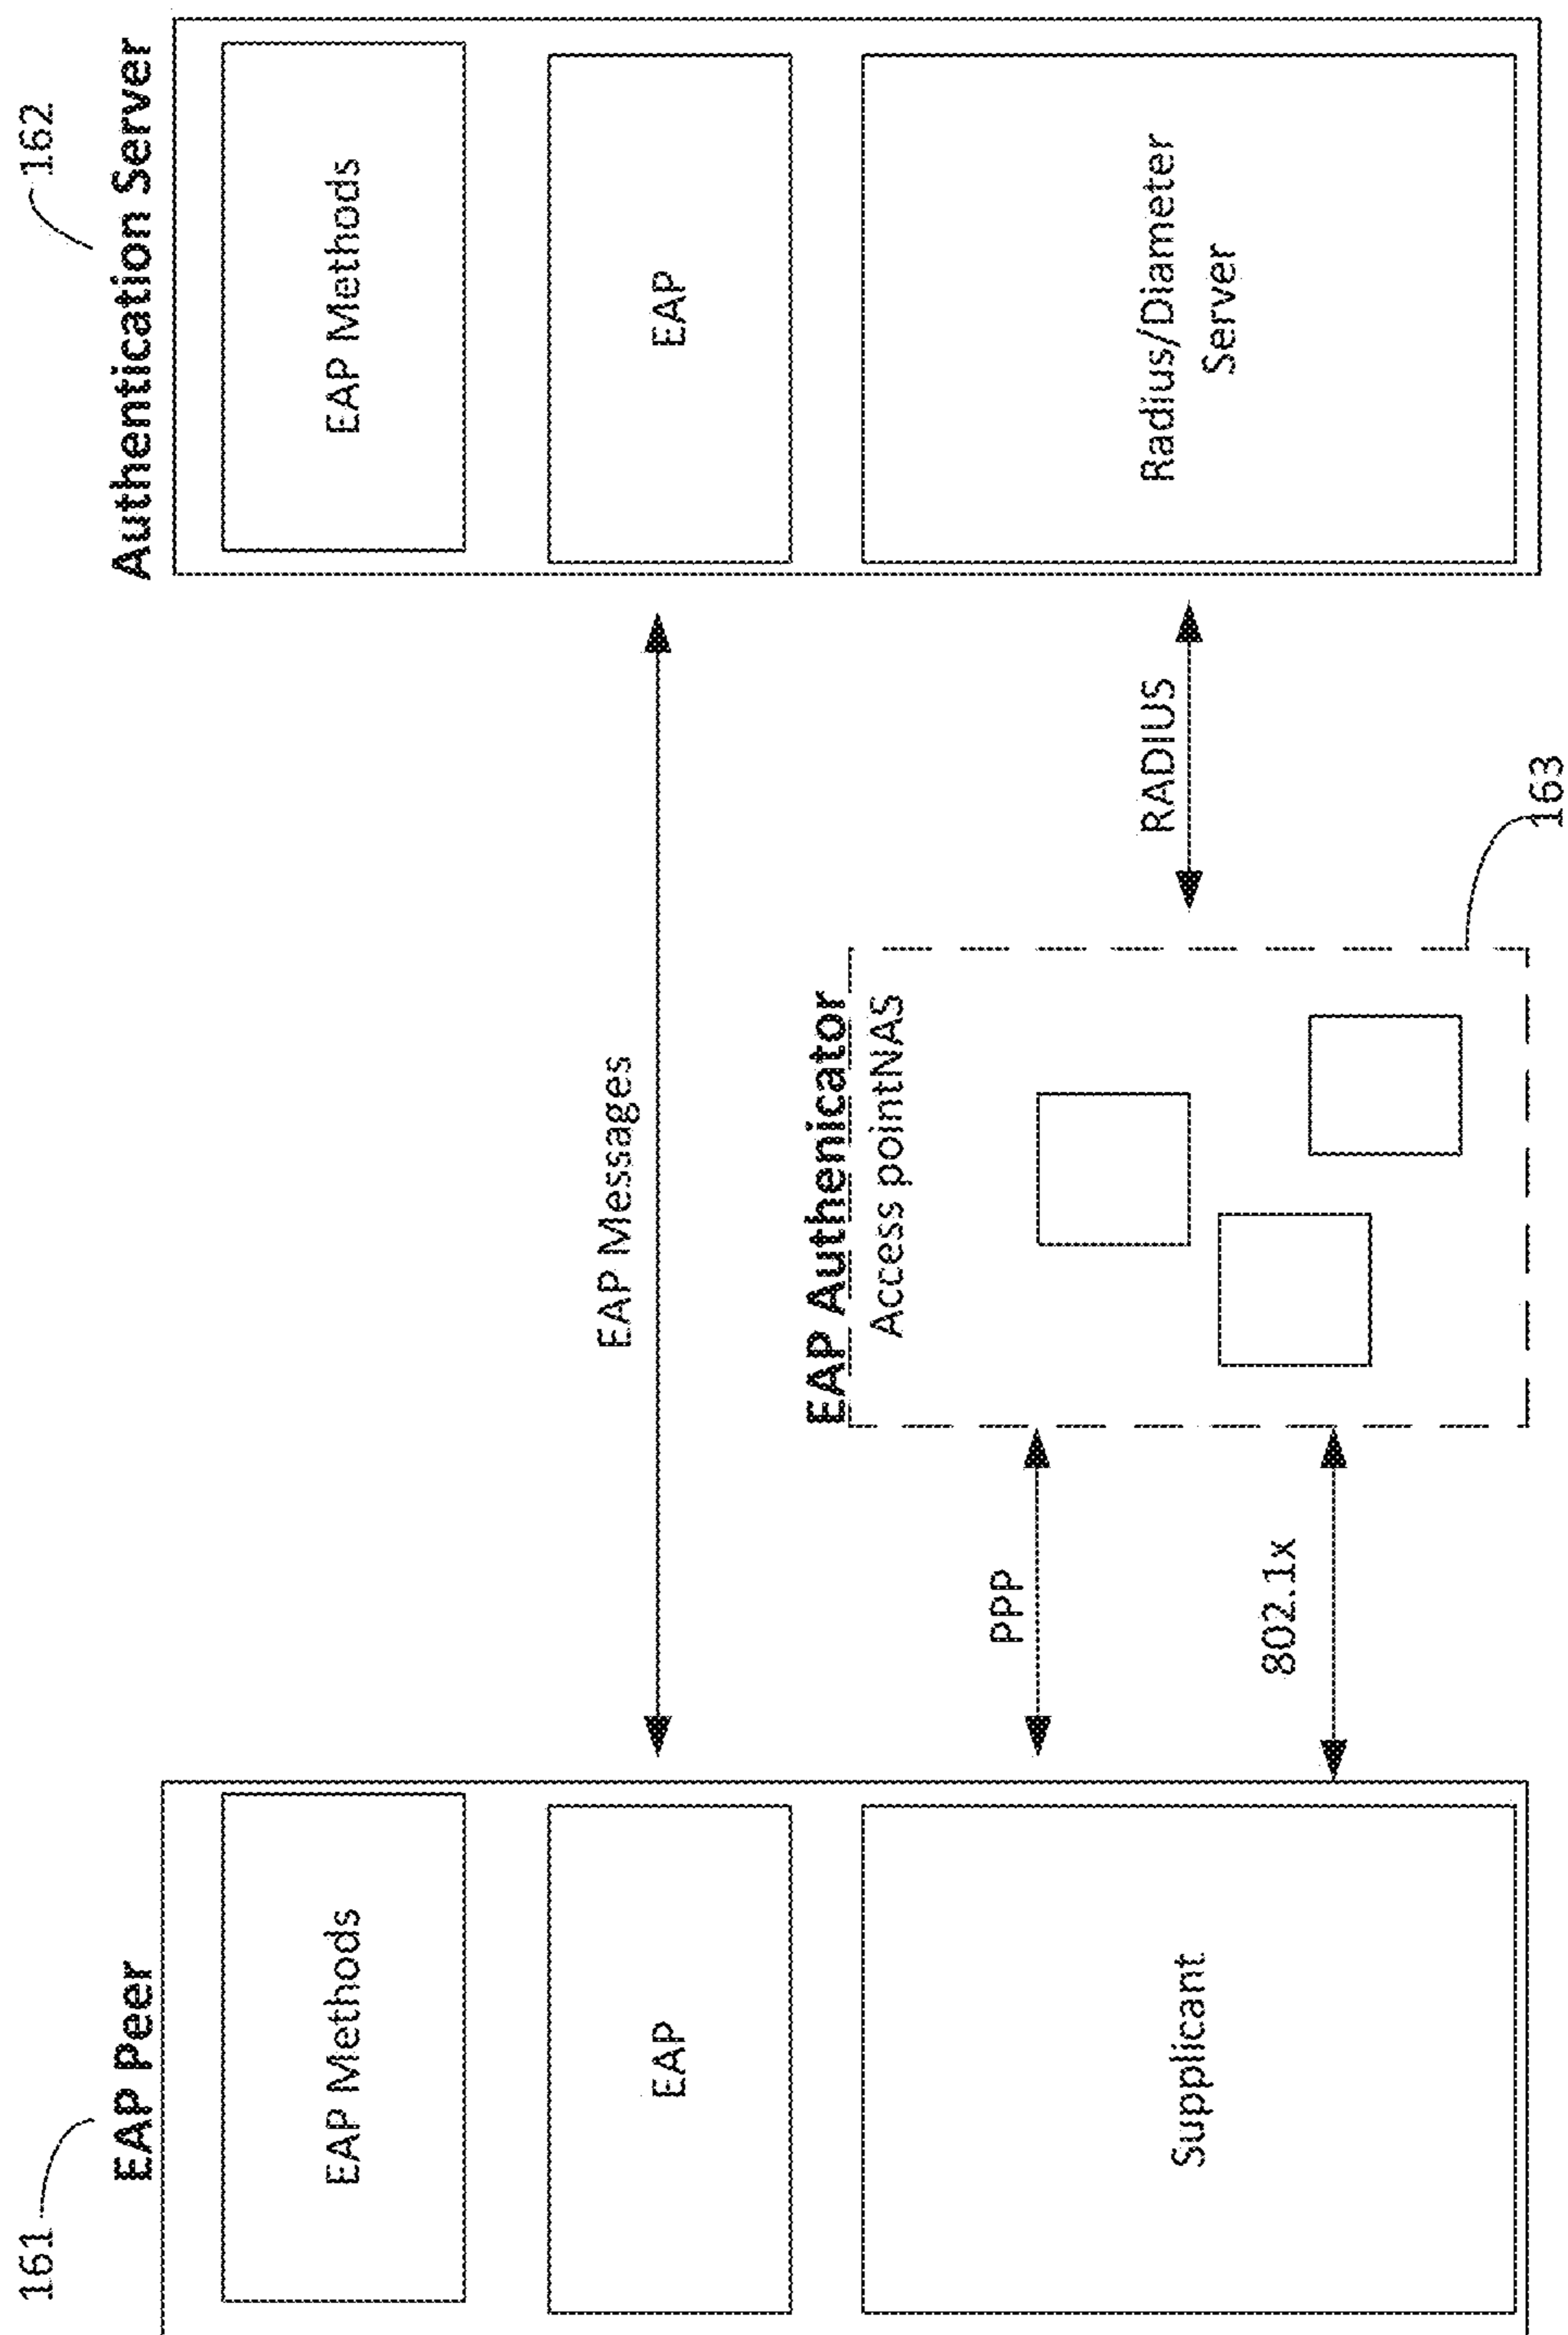 161
EAP Peer
EAP Methods
EAP
Supplicant
EAP Messages
PPP
802.1x
EAP Authenicator
Access pointNAS
163
RADIUS
162
Authentication Server
EAP Methods
EAP
Radius/Diameter
Server